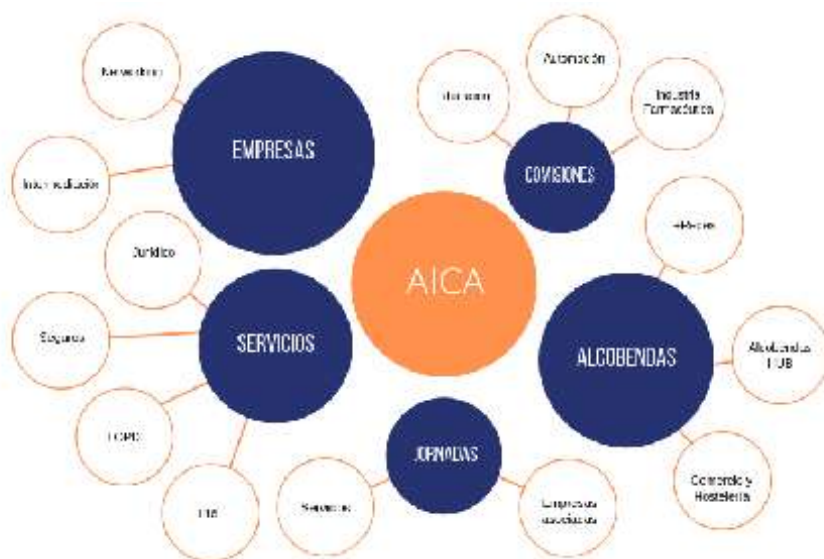 Networking
EMPRESAS
Intermediación
Automoción
Industria
Farmacéutica
COMISIONES
AICA
Jurídico
Seguros
SERVICIOS
ALCOBENDAS
Alcobendas
HUB
JORNADAS
Servicios
Empresas
asociadas
Comercio y
Hostelería